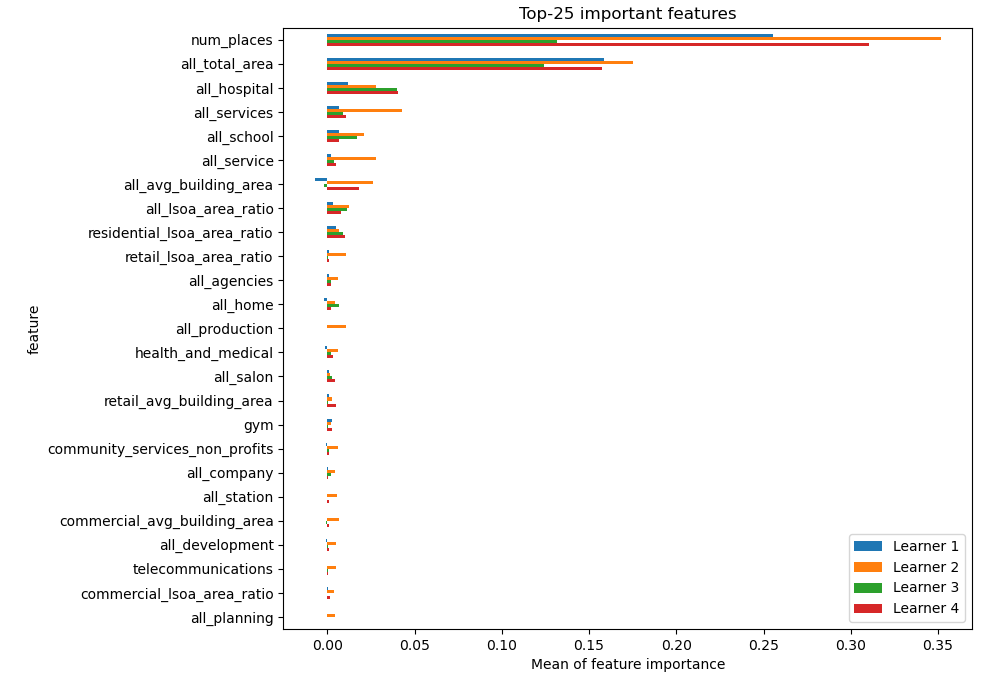 Top-25 important features
num_places
all_total_area
all_hospital
all_services
all_school
all_service
all_avg_building_area
all_lsoa_area_ratio
residential_lsoa_area_ratio
retail_lsoa_area_ratio
all_agencies
all_home
all_production
health_and_medical
all_salon
retail_avg_building_area
gym
community_services_non_profits
all_company
all_station
commercial_avg_building_area
all_development
telecommunications
commercial_lsoa_area_ratio
all_planning
feature
Learner 1
Learner 2
Learner 3
Learner 4
0.00 0.05 0.10 0.15 0.20 0.25 0.30 0.35
Mean of feature importance